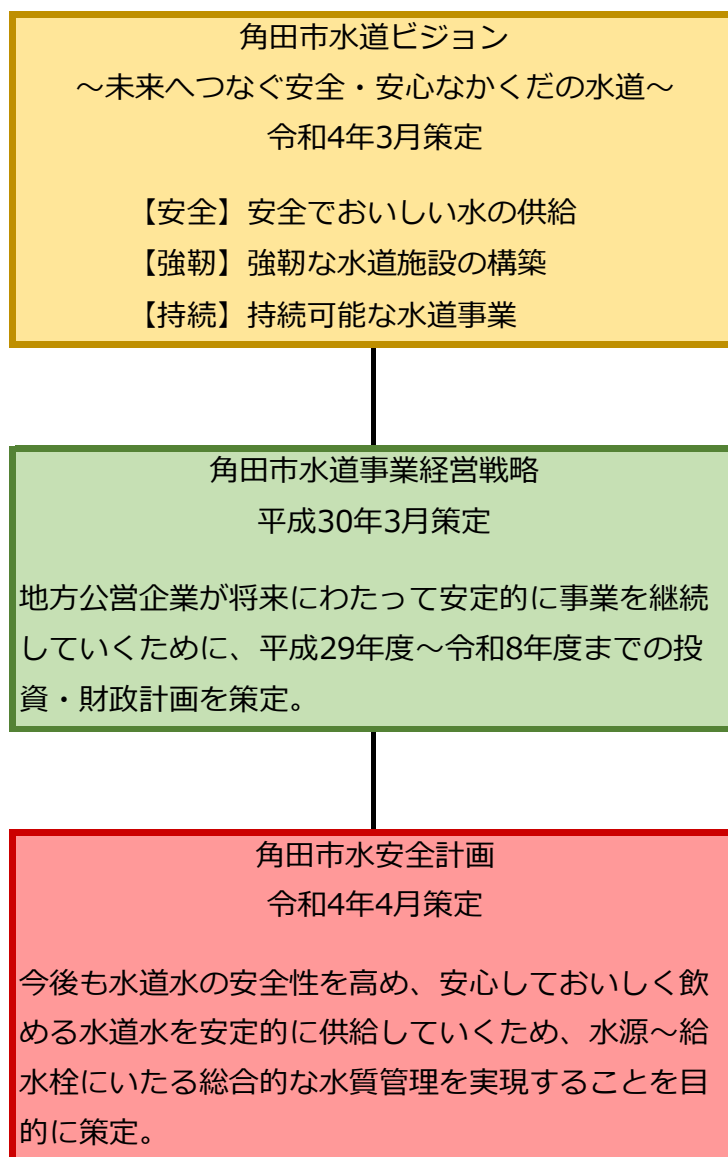 角田市水道ビジョン
～未来へつなぐ安全・安心なかくだの水道～
令和4年3月策定
【安全】安全でおいしい水の供給
【強靭】強靭な水道施設の構築
【持続】持続可能な水道事業
角田市水道事業経営戦略
平成30年3月策定
地方公営企業が将来にわたって安定的に事業を継続
していくために、平成29年度～令和8年度までの投
資・財政計画を策定。
角田市水安全計画
令和4年4月策定
今後も水道水の安全性を高め、安心しておいしく飲
める水道水を安定的に供給していくため、水源～給
水栓にいたる総合的な水質管理を実現することを目
的に策定。